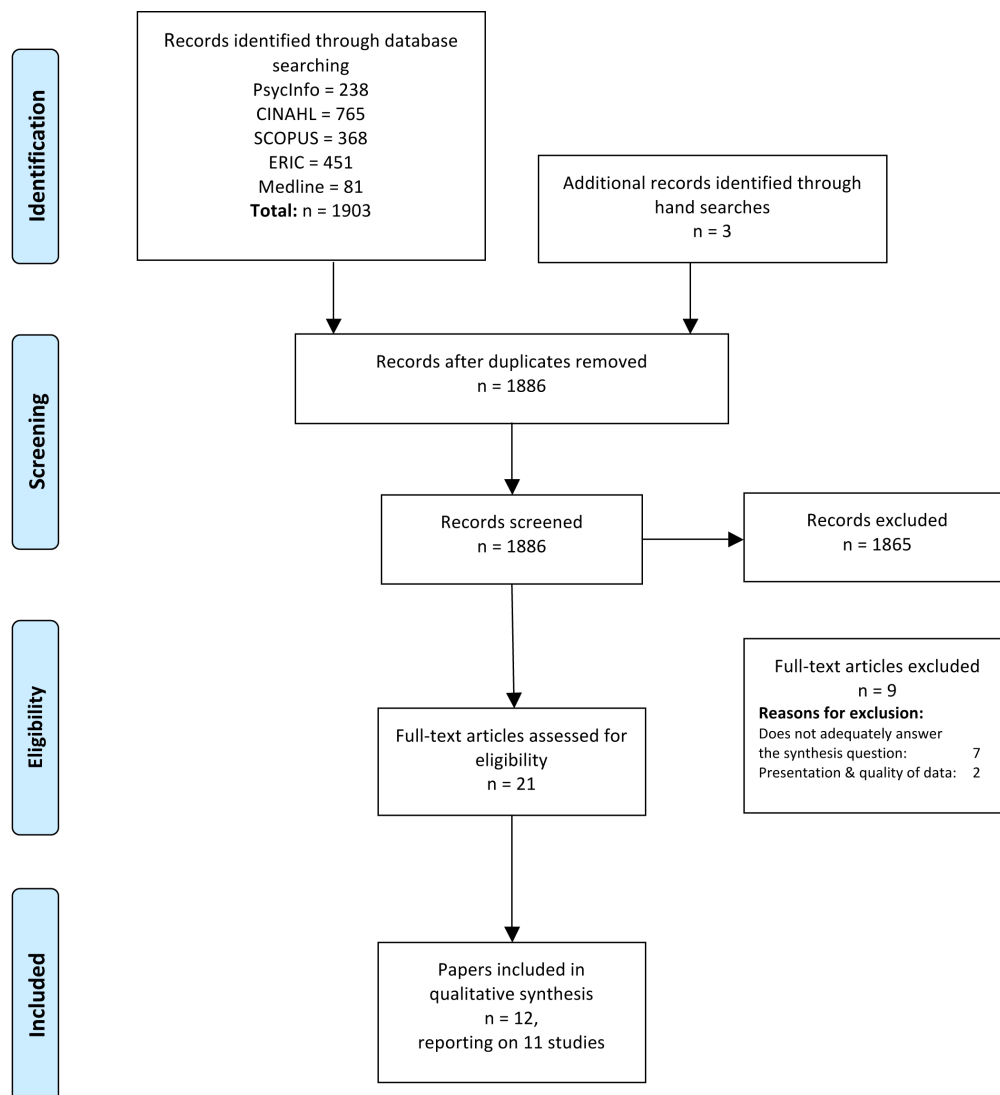 Identification
Records identified through database
searching
PsycInfo = 238
CINAHL = 765
SCOPUS = 368
ERIC = 451
Medline = 81
Total: n = 1903
Additional records identified through
hand searches
n = 3
Screening
Records after duplicates removed
n = 1886
Records screened
n = 1886
Records excluded
n = 1865
Eligibility
Full-text articles assessed for
eligibility
n = 21
Full-text articles excluded
n = 9
Reasons for exclusion:
Does not adequately answer
the synthesis question: 7
Presentation & quality of data: 2
Included
Papers included in
qualitative synthesis
n = 12,
reporting on 11 studies